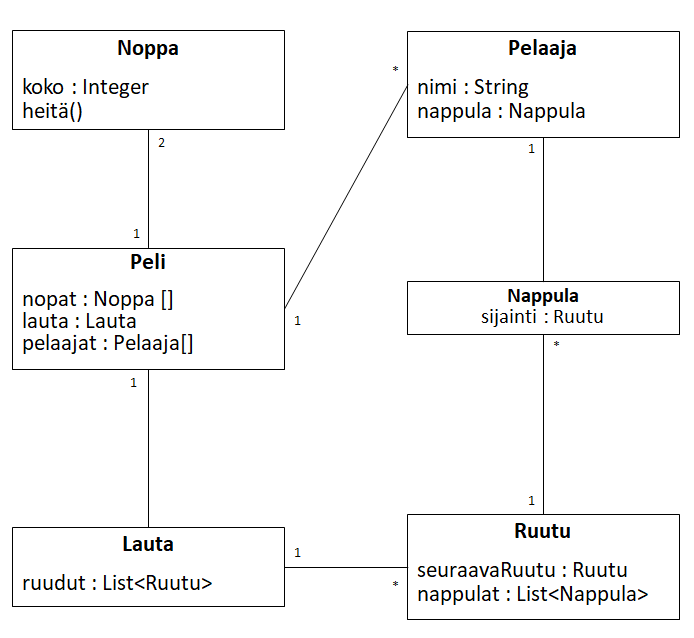 Noppa
koko : Integer
heitä()
2
1
Peli
nopat : Noppa []
lauta : Lauta
pelaajat : Pelaaja[]
1
1
Lauta
ruudut : List<Ruutu>
1
*
Pelaaja
nimi : String
nappula : Nappula
*
1
Nappula
sijainti : Ruutu
*
1
Ruutu
seuraavaRuutu : Ruutu
nappulat : List<Nappula>